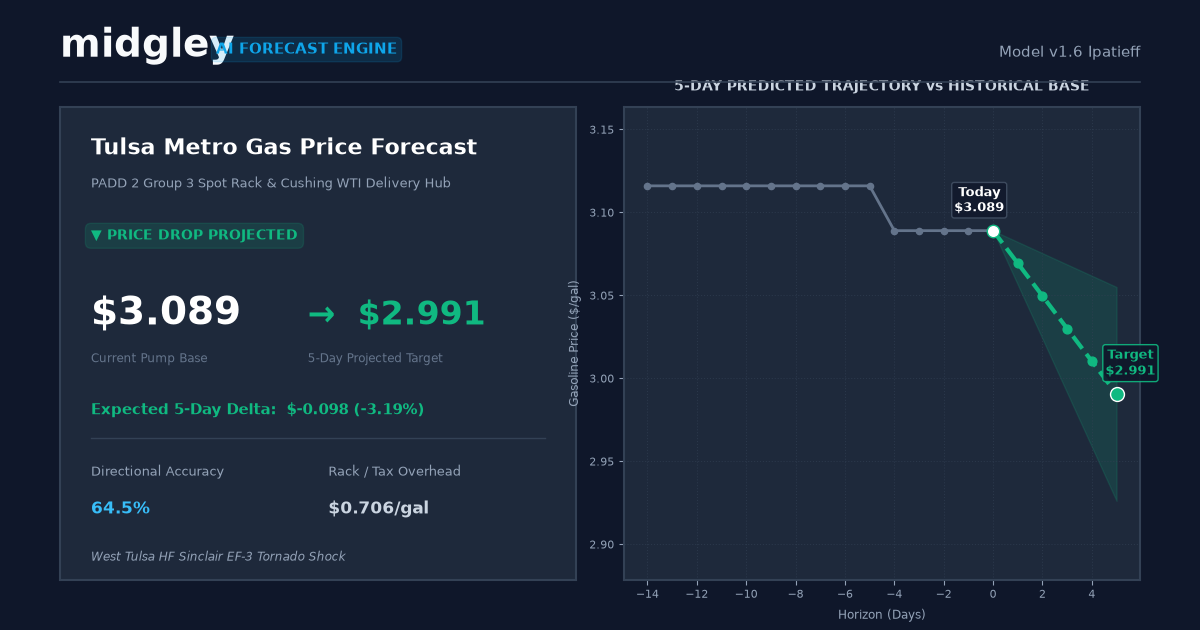 midgley
AI FORECAST ENGINE
Model v1.6 Ipatieff
Tulsa Metro Gas Price Forecast
PADD 2 Group 3 Spot Rack & Cushing WTI Delivery Hub
▼ PRICE DROP PROJECTED
$3.089 → $2.991
Current Pump Base 5-Day Projected Target
Expected 5-Day Delta: $-0.098 (-3.19%)
Directional Accuracy Rack / Tax Overhead
64.5% $0.706/gal
West Tulsa HF Sinclair EF-3 Tornado Shock
5-DAY PREDICTED TRAJECTORY vs HISTORICAL BASE
Gasoline Price ($/gal)
3.15
3.10
3.05
3.00
2.95
2.90
Today
$3.089
Target
$2.991
−14 −12 −10 −8 −6 −4 −2 0 2 4
Horizon (Days)